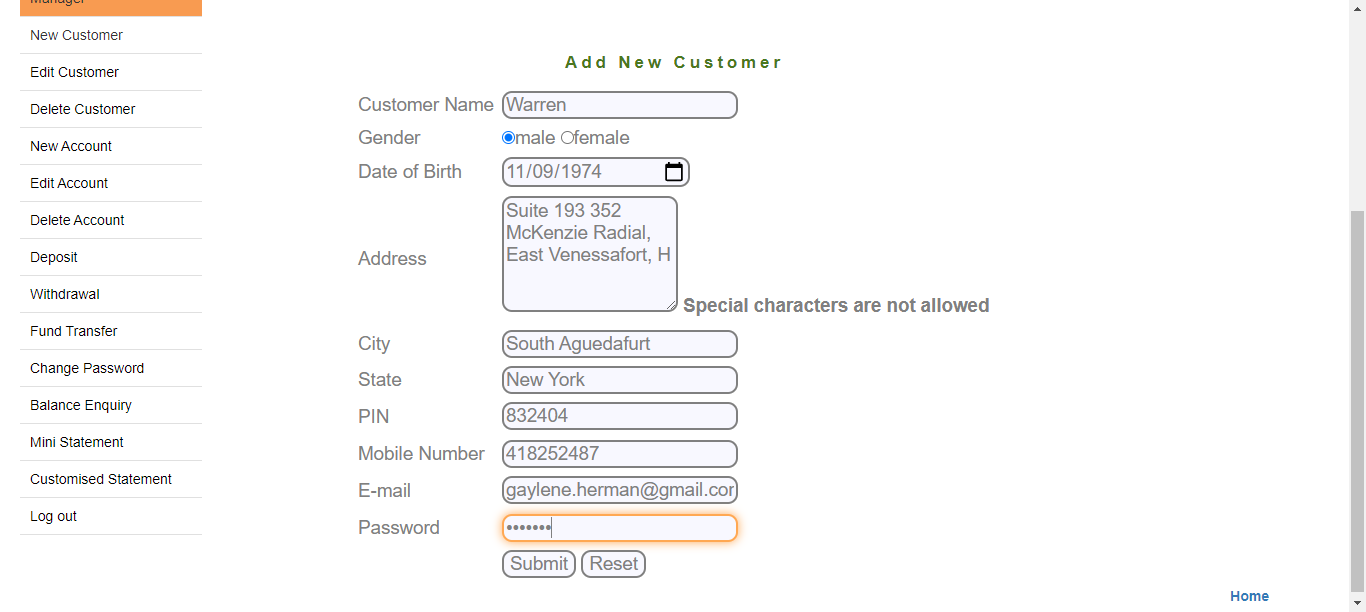 Manager
New Customer
Edit Customer
Delete Customer
New Account
Edit Account
Delete Account
Deposit
Withdrawal
Fund Transfer
Change Password
Balance Enquiry
Mini Statement
Customised Statement
Log out
Add New Customer
Customer Name Warren
Gender male female
Date of Birth 11/09/1974
Address
Suite 193 352
McKenzie Radial,
East Venessafort, H
Special characters are not allowed
City South Aguedafurt
State New York
PIN 832404
Mobile Number 418252487
E-mail gaylene.herman@gmail.com
Password •••••••
Submit Reset
Home